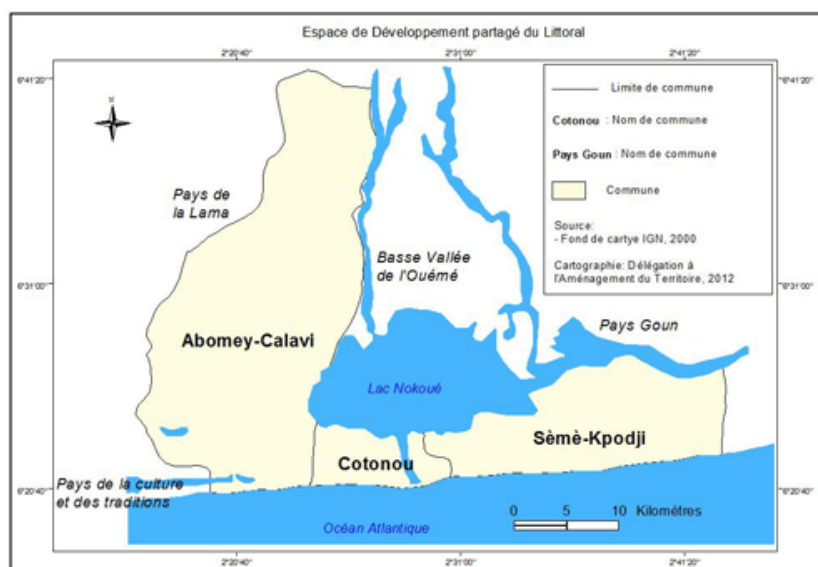 Espace de Développement partagé du Littoral
2°20'40" 2°31'00" 2°41'20"
6°41'20" 6°41'20"
N
Limite de commune
Cotonou : Nom de commune
Pays Goun : Nom de commune
Commune
Source:
- Fond de cartye IGN, 2000
Cartographie: Délégation à
l'Aménagement du Territoire, 2012
Pays de
la Lama
Basse Vallée
de l'Ouémé
6°31'00" 6°31'00"
Pays Goun
Abomey-Calavi
Lac Nokoué
Sèmè-Kpodji
Cotonou
Pays de la culture
et des traditions
6°20'40" 6°20'40"
0 5 10 Kilomètres
Océan Atlantique
2°20'40" 2°31'00" 2°41'20"